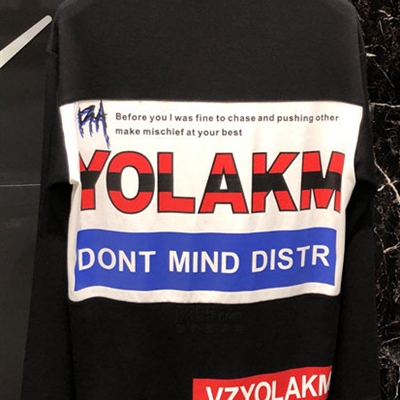 Before you I was fine to chase and pushing other
make mischief at your best
YOLAKM
DONT MIND DISTR
VZYOLAKM